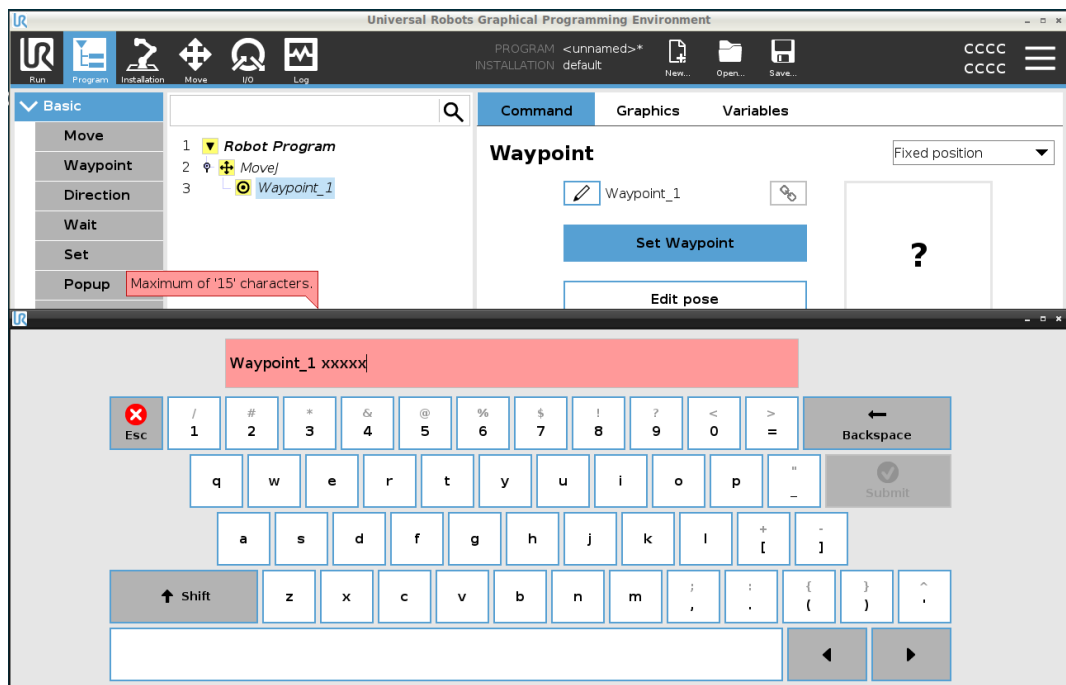 UR Universal Robots Graphical Programming Environment
UR
Run Program Installation Move I/O Log
PROGRAM <unnamed>*
INSTALLATION default
New... Open... Save...
CCCC
CCCC
Basic
Move
Waypoint
Direction
Wait
Set
Popup
1 Robot Program
2 MoveJ
3 Waypoint_1
Command Graphics Variables
Waypoint
Fixed position
Waypoint_1
Set Waypoint
?
Edit pose
Maximum of '15' characters.
UR
Waypoint_1 xxxxx
Esc
/ # * & @ % $ ! ? < >
1 2 3 4 5 6 7 8 9 0 =
Backspace
q w e r t y u i o p " _
Submit
a s d f g h j k l + [ - ]
Shift
z x c v b n m ; , : . { ( } ) ^ '